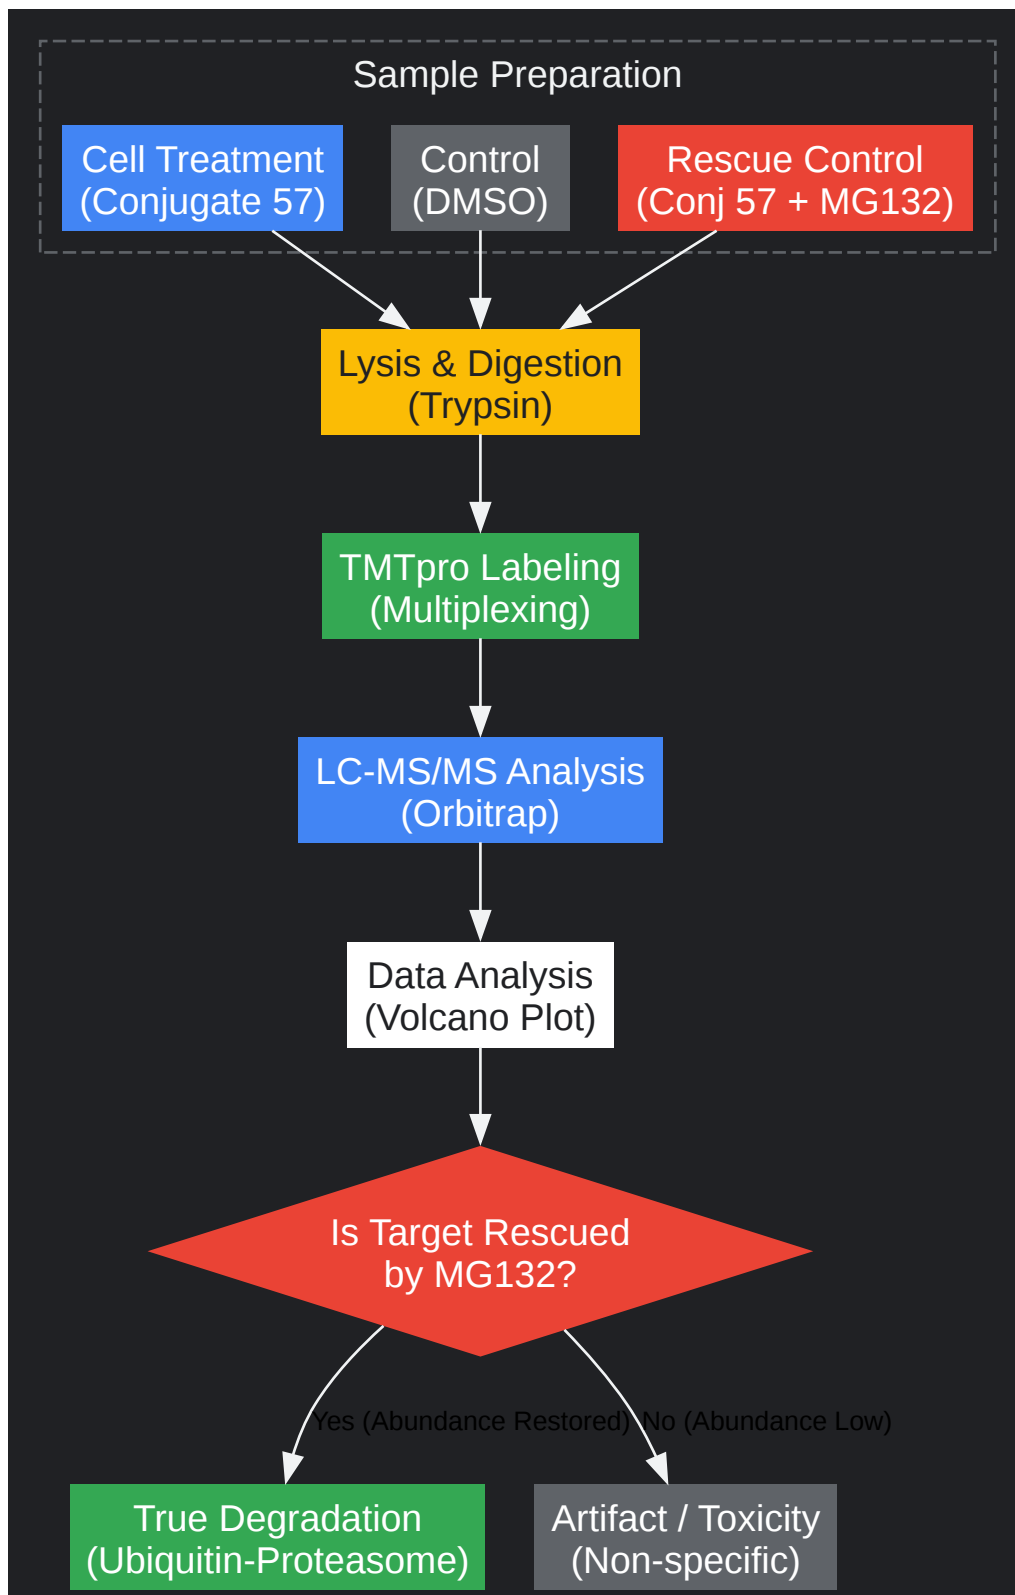 Sample Preparation
Cell Treatment
(Conjugate 57)
Control
(DMSO)
Rescue Control
(Conj 57 + MG132)
Lysis & Digestion
(Trypsin)
TMTpro Labeling
(Multiplexing)
LC-MS/MS Analysis
(Orbitrap)
Data Analysis
(Volcano Plot)
Is Target Rescued
by MG132?
Yes (Abundance Restored)
No (Abundance Low)
True Degradation
(Ubiquitin-Proteasome)
Artifact / Toxicity
(Non-specific)